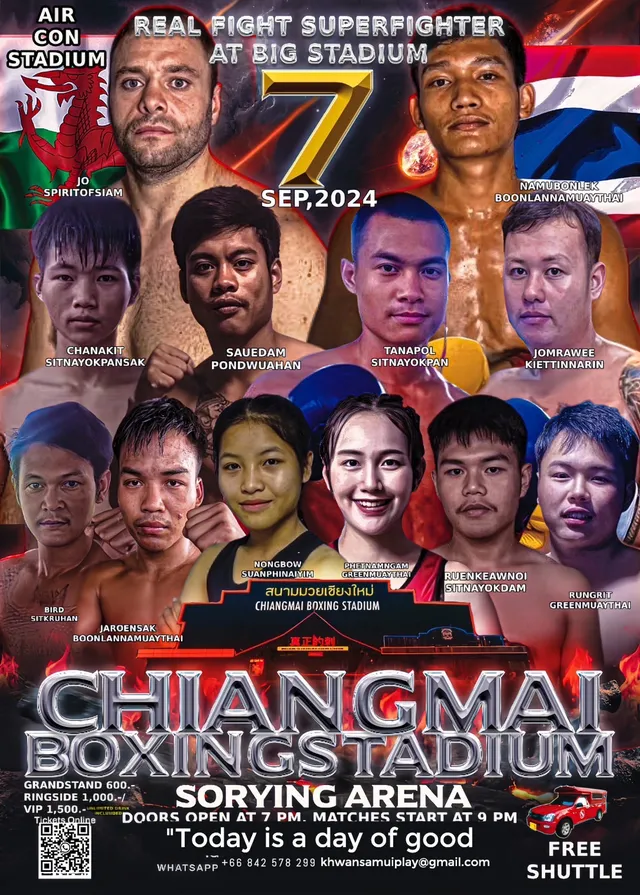 AIR
CON
STADIUM
REAL FIGHT SUPERFIGHTER
AT BIG STADIUM
7
SEP,2024
JO
SPIRITOFSIAM
NAMUBONLEK
BOONLANNAMUAYTHAI
CHANAKIT
SITNAYOKPANSAK
SAUEDAM
PONDWUAHAN
TANAPOL
SITNAYOKPAN
JOMRAWEE
KIETTINNARIN
BIRD
SITKRUHAN
JAROENSAK
BOONLANNAMUAYTHAI
NONGBOW
SUANPHINAIYIM
PHETNAMNGAM
GREENMUAYTHAI
RUENKEAWNOI
SITNAYOKDAM
RUNGRIT
GREENMUAYTHAI
สนามมวยเชียงใหม่
CHIANGMAI BOXING STADIUM
CHIANGMAI
BOXINGSTADIUM
GRANDSTAND 600.-
RINGSIDE 1,000.-
VIP 1,500.- UNLIMITED DRINK INCLUDED
Tickets Online
SORYING ARENA
DOORS OPEN AT 7 PM. MATCHES START AT 9 PM
"Today is a day of good
WHATSAPP +66 842 578 299 khwansamuiplay@gmail.com
FREE
SHUTTLE